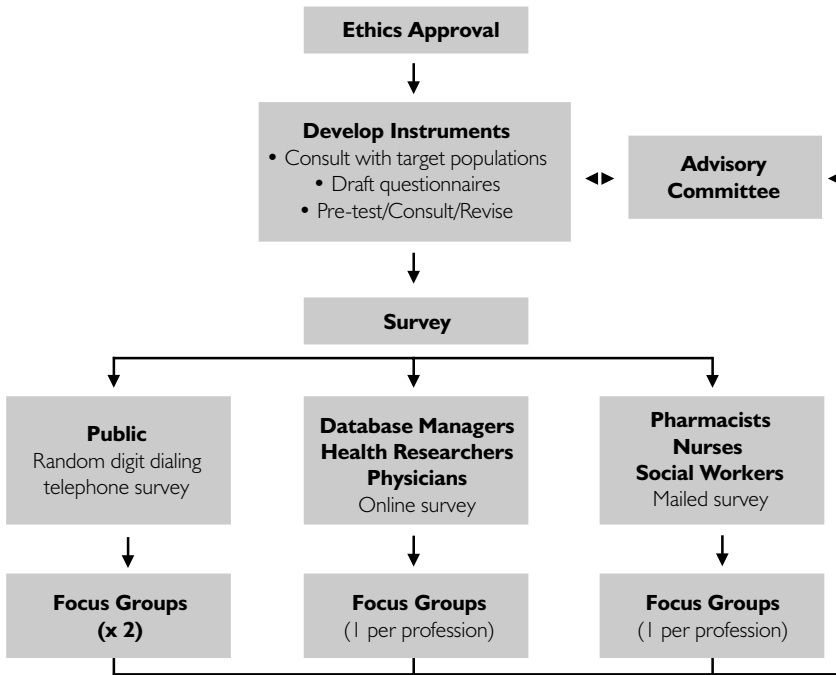 Ethics Approval
Develop Instruments
• Consult with target populations
• Draft questionnaires
• Pre-test/Consult/Revise
Advisory
Committee
Survey
Public
Random digit dialing
telephone survey
Database Managers
Health Researchers
Physicians
Online survey
Pharmacists
Nurses
Social Workers
Mailed survey
Focus Groups
(x 2)
Focus Groups
(1 per profession)
Focus Groups
(1 per profession)